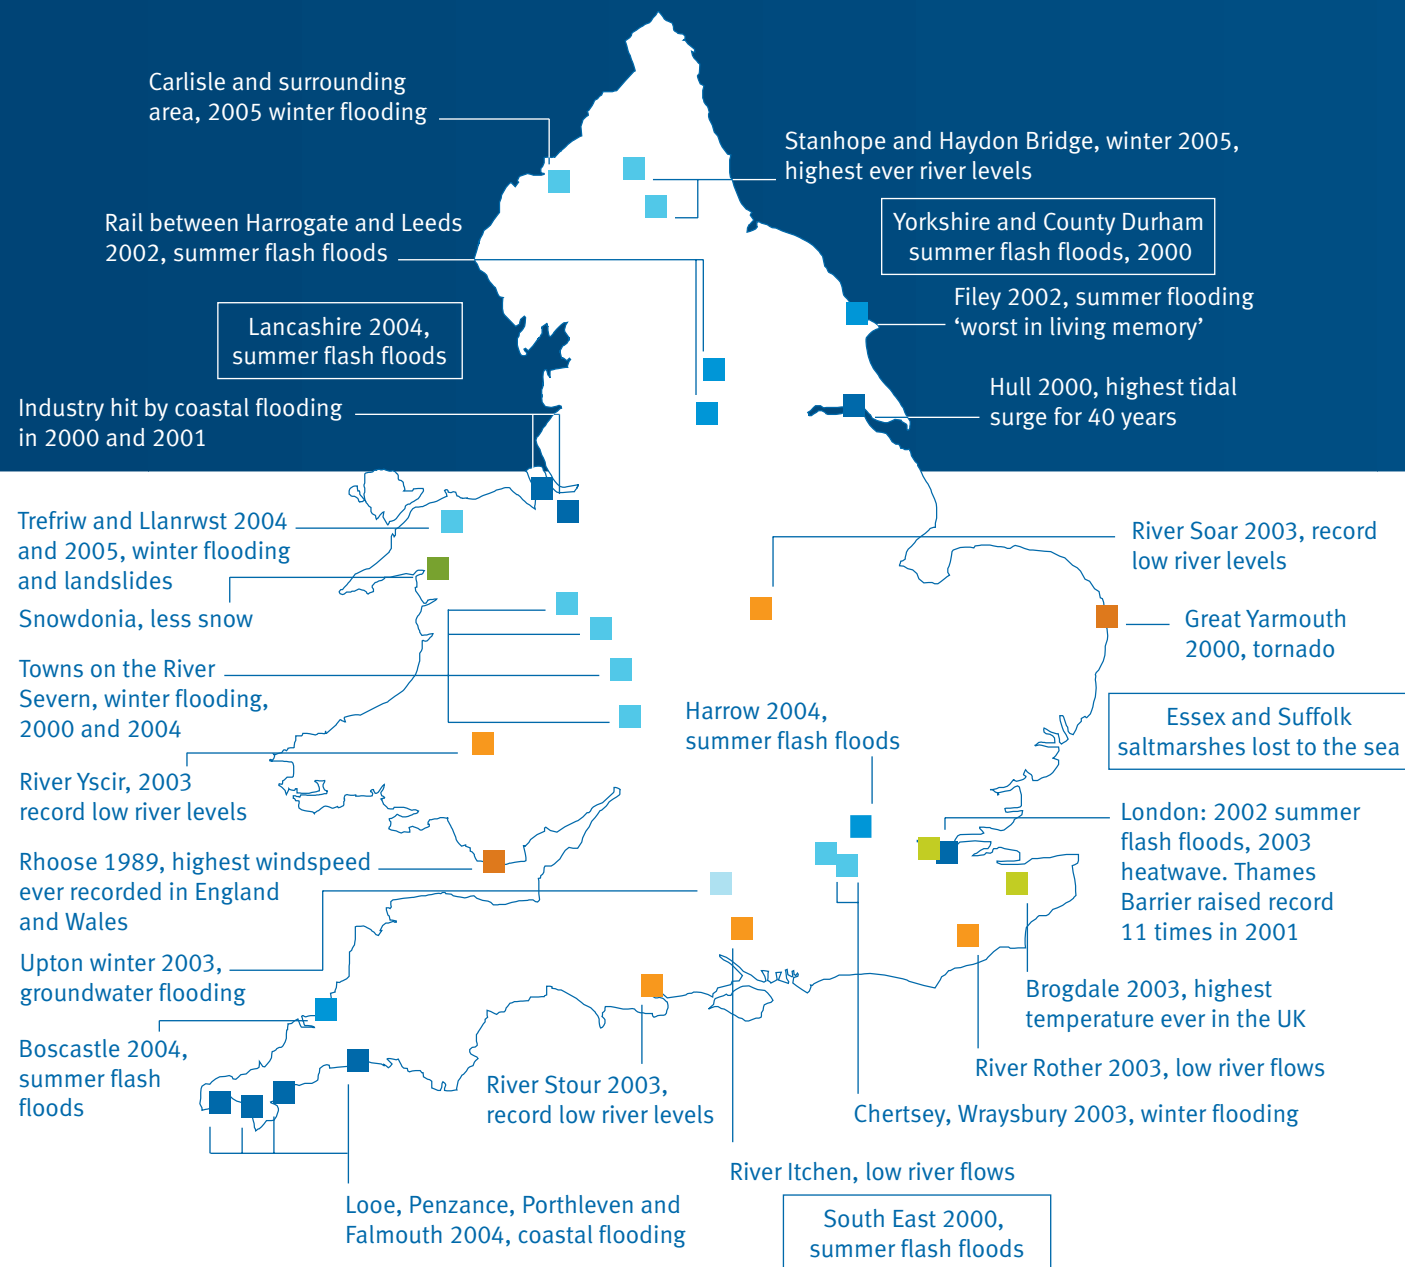 Carlisle and surrounding
area, 2005 winter flooding
Stanhope and Haydon Bridge, winter 2005,
highest ever river levels
Rail between Harrogate and Leeds
2002, summer flash floods
Yorkshire and County Durham
summer flash floods, 2000
Filey 2002, summer flooding
‘worst in living memory’
Lancashire 2004,
summer flash floods
Hull 2000, highest tidal
surge for 40 years
Industry hit by coastal flooding
in 2000 and 2001
Trefriw and Llanrwst 2004
and 2005, winter flooding
and landslides
River Soar 2003, record
low river levels
Snowdonia, less snow
Great Yarmouth
2000, tornado
Towns on the River
Severn, winter flooding,
2000 and 2004
Harrow 2004,
summer flash floods
Essex and Suffolk
saltmarshes lost to the sea
River Yscir, 2003
record low river levels
London: 2002 summer
flash floods, 2003
heatwave. Thames
Barrier raised record
11 times in 2001
Rhoose 1989, highest windspeed
ever recorded in England
and Wales
Upton winter 2003,
groundwater flooding
Brogdale 2003, highest
temperature ever in the UK
Boscastle 2004,
summer flash
floods
River Stour 2003,
record low river levels
River Rother 2003, low river flows
Chertsey, Wraysbury 2003, winter flooding
River Itchen, low river flows
Looe, Penzance, Porthleven and
Falmouth 2004, coastal flooding
South East 2000,
summer flash floods